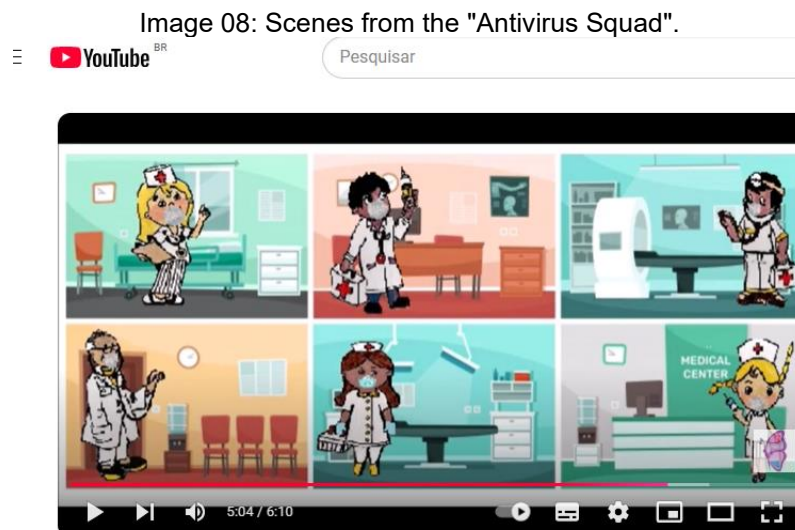 Image 08: Scenes from the "Antivirus Squad".
YouTube BR
Pesquisar
MEDICAL
CENTER
5:04 / 6:10